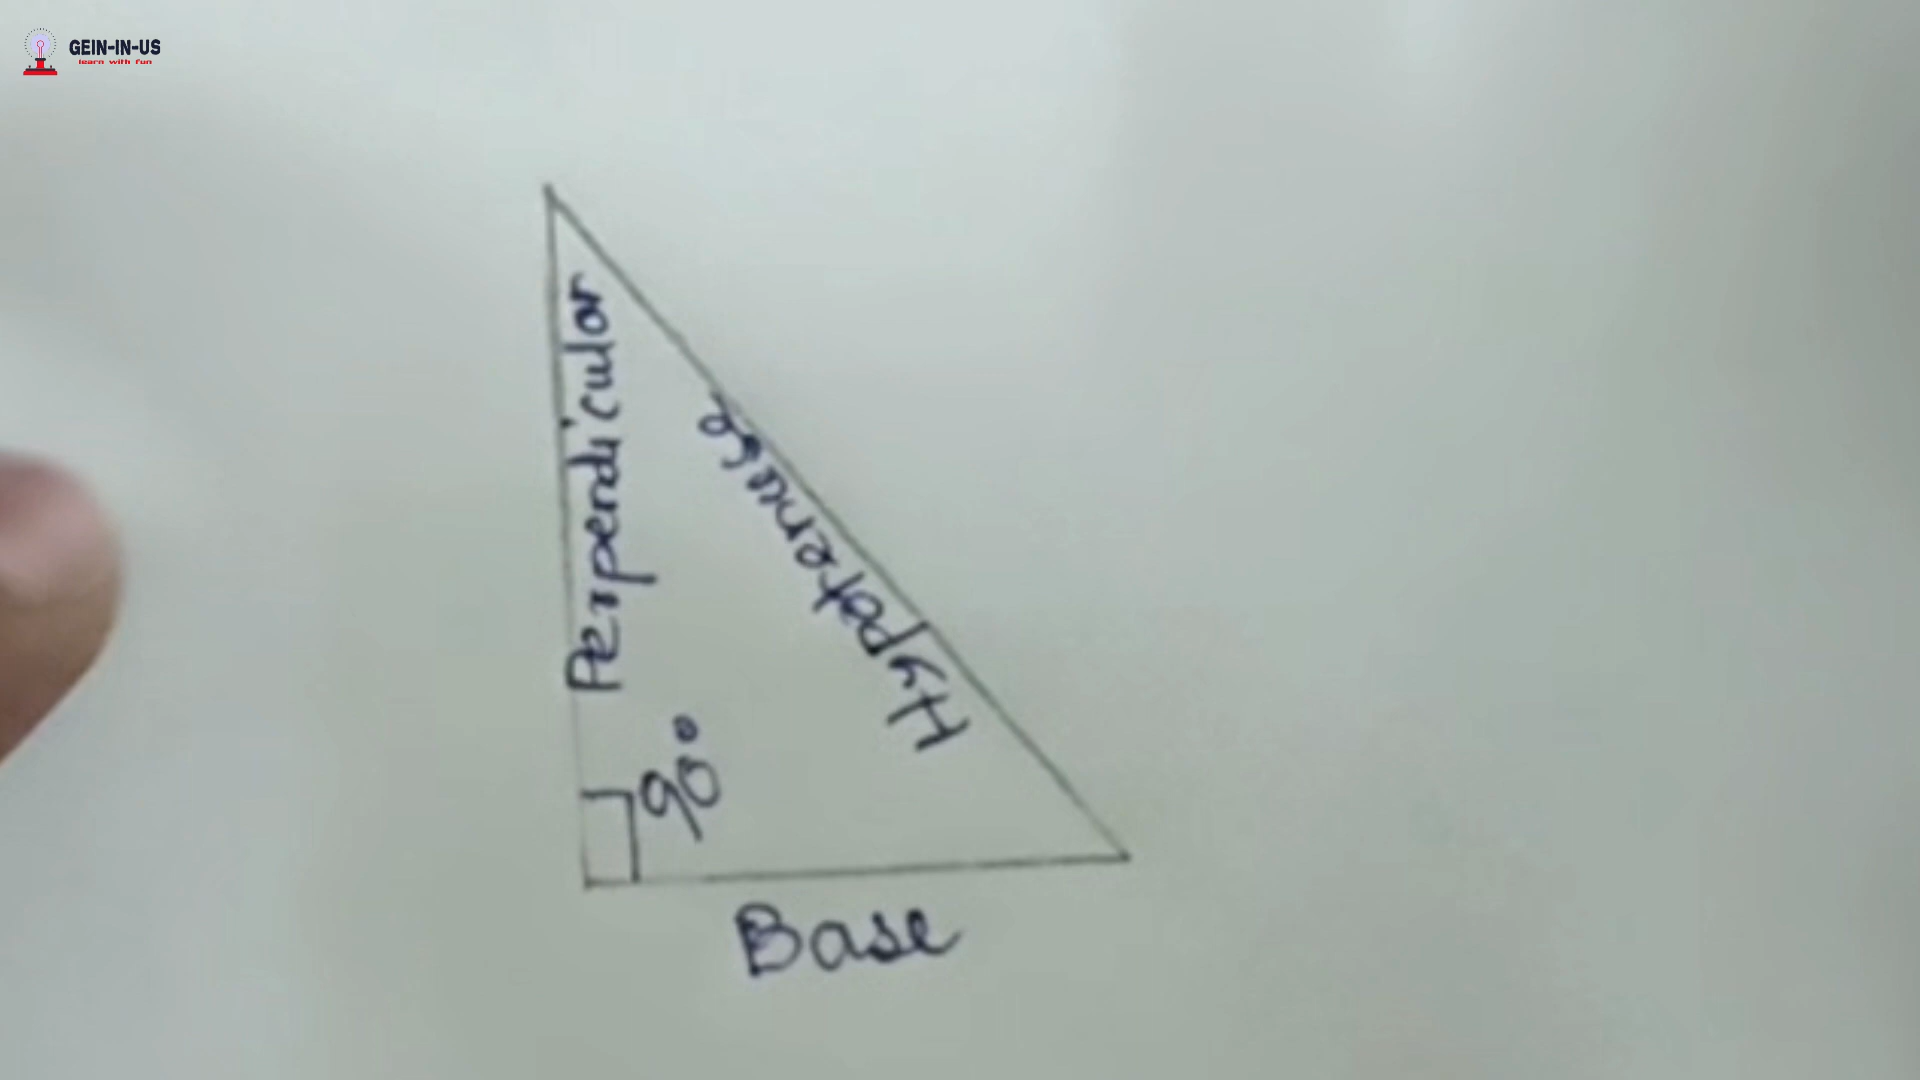 GEIN-IN-US
learn with fun
Perpendicular
Hypotenuse
90°
Base